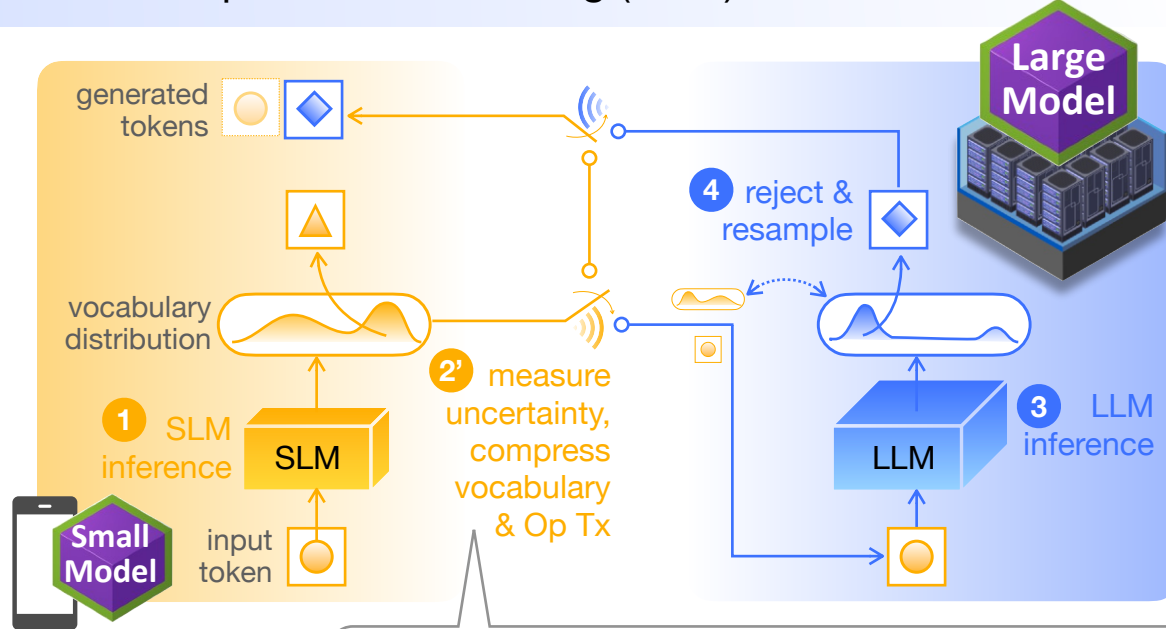 generated
tokens
Large
Model
4 reject &
resample
vocabulary
distribution
2’ measure
uncertainty,
compress
vocabulary
& Op Tx
1 SLM
inference
SLM
3 LLM
inference
LLM
Small
Model
input
token